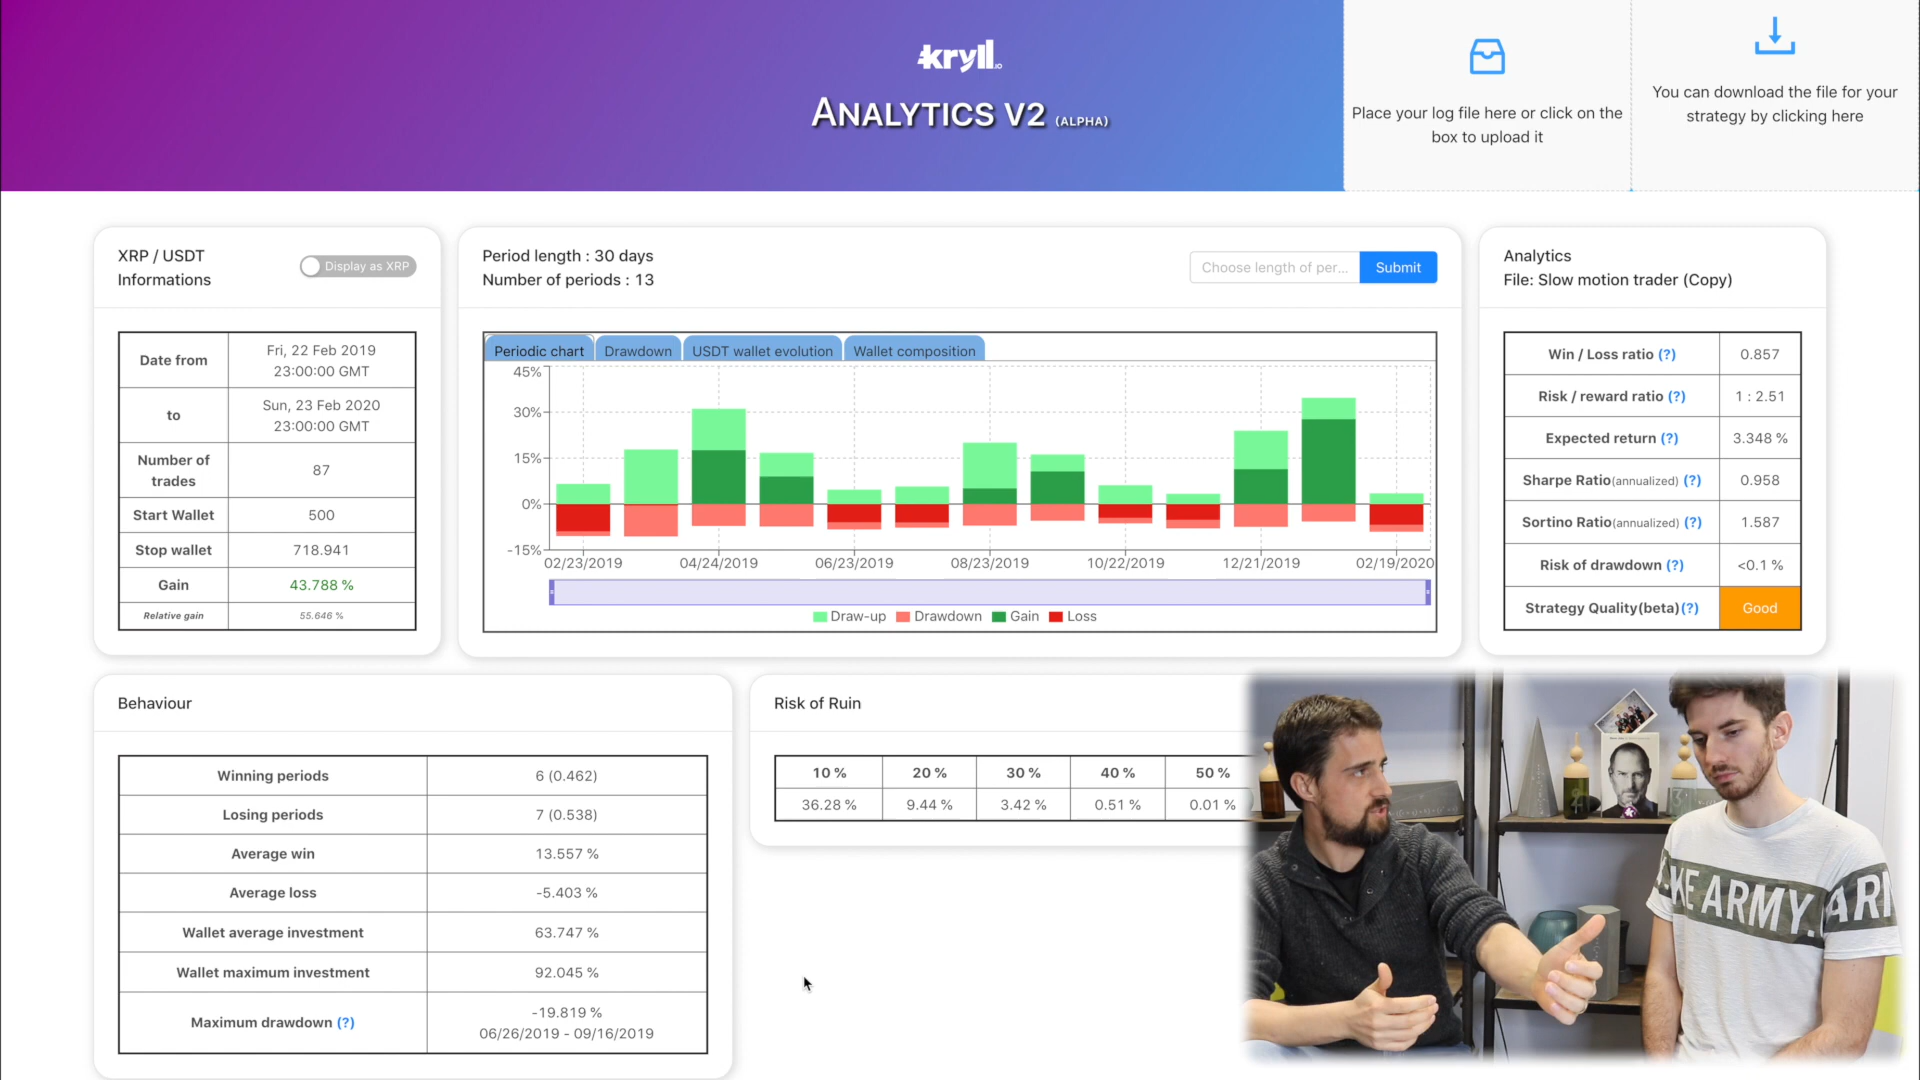 kryll.io
ANALYTICS V2 (ALPHA)
Place your log file here or click on the
box to upload it
You can download the file for your
strategy by clicking here
XRP / USDT
Informations
Display as XRP
Date from
Fri, 22 Feb 2019
23:00:00 GMT
to
Sun, 23 Feb 2020
23:00:00 GMT
Number of
trades
87
Start Wallet
500
Stop wallet
718.941
Gain
43.788 %
Relative gain
55.646 %
Period length : 30 days
Number of periods : 13
Choose length of per...
Submit
Periodic chart
Drawdown
USDT wallet evolution
Wallet composition
45%
30%
15%
0%
-15%
02/23/2019
04/24/2019
06/23/2019
08/23/2019
10/22/2019
12/21/2019
02/19/2020
Draw-up
Drawdown
Gain
Loss
Analytics
File: Slow motion trader (Copy)
Win / Loss ratio (?)
0.857
Risk / reward ratio (?)
1 : 2.51
Expected return (?)
3.348 %
Sharpe Ratio(annualized) (?)
0.958
Sortino Ratio(annualized) (?)
1.587
Risk of drawdown (?)
<0.1 %
Strategy Quality(beta)(?)
Good
Behaviour
Winning periods
6 (0.462)
Losing periods
7 (0.538)
Average win
13.557 %
Average loss
-5.403 %
Wallet average investment
63.747 %
Wallet maximum investment
92.045 %
Maximum drawdown (?)
-19.819 %
06/26/2019 - 09/16/2019
Risk of Ruin
10 %
20 %
30 %
40 %
50 %
36.28 %
9.44 %
3.42 %
0.51 %
0.01 %
KE ARMY. ARM